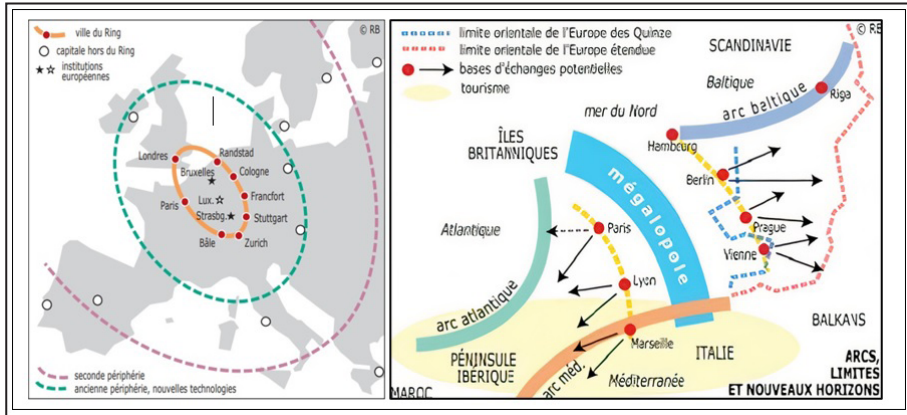 © RB
ville du Ring
capitale hors du Ring
institutions
européennes
Londres
Randstad
Bruxelles
Cologne
Lux.
Francfort
Paris
Strasbg.
Stuttgart
Bâle
Zurich
seconde périphérie
ancienne périphérie, nouvelles technologies
© RB
limite orientale de l'Europe des Quinze
limite orientale de l'Europe étendue
bases d'échanges potentielles
tourisme
SCANDINAVIE
Baltique
arc baltique
Riga
mer du Nord
Hambourg
ÎLES
BRITANNIQUES
mégalopole
Berlin
Prague
Vienne
Atlantique
Paris
Lyon
arc atlantique
Marseille
BALKANS
PÉNINSULE
IBÉRIQUE
arc méd.
ITALIE
Méditerranée
MAROC
ARCS,
LIMITES
ET NOUVEAUX HORIZONS